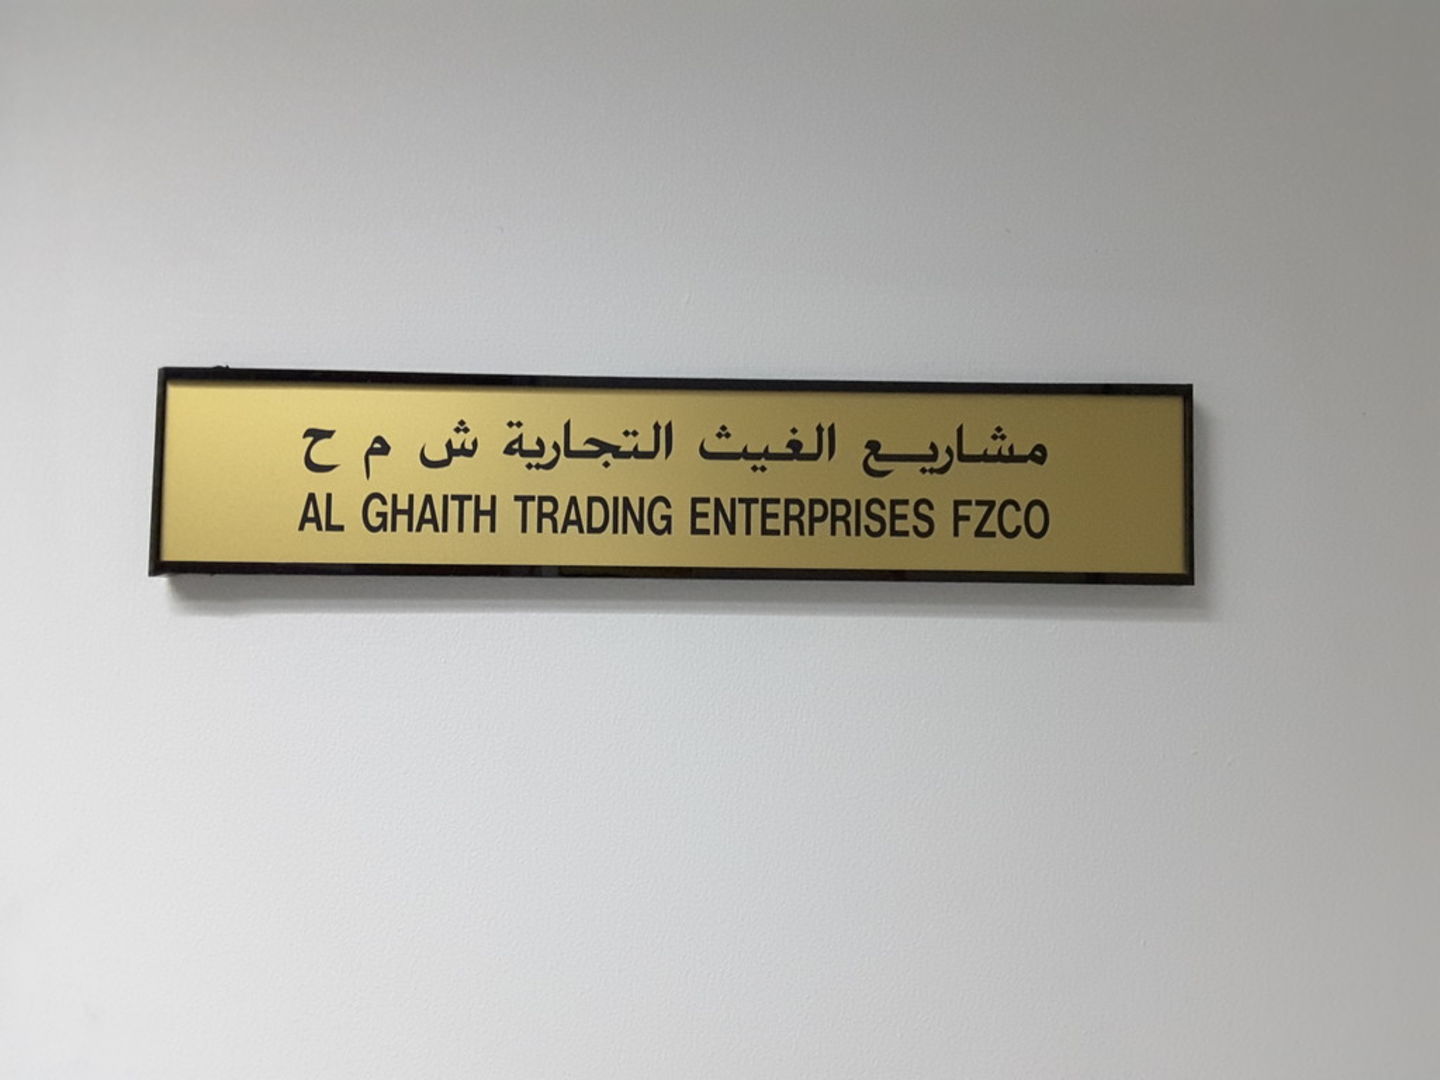 مشاريع الغيث التجارية ش م ح
AL GHAITH TRADING ENTERPRISES FZCO